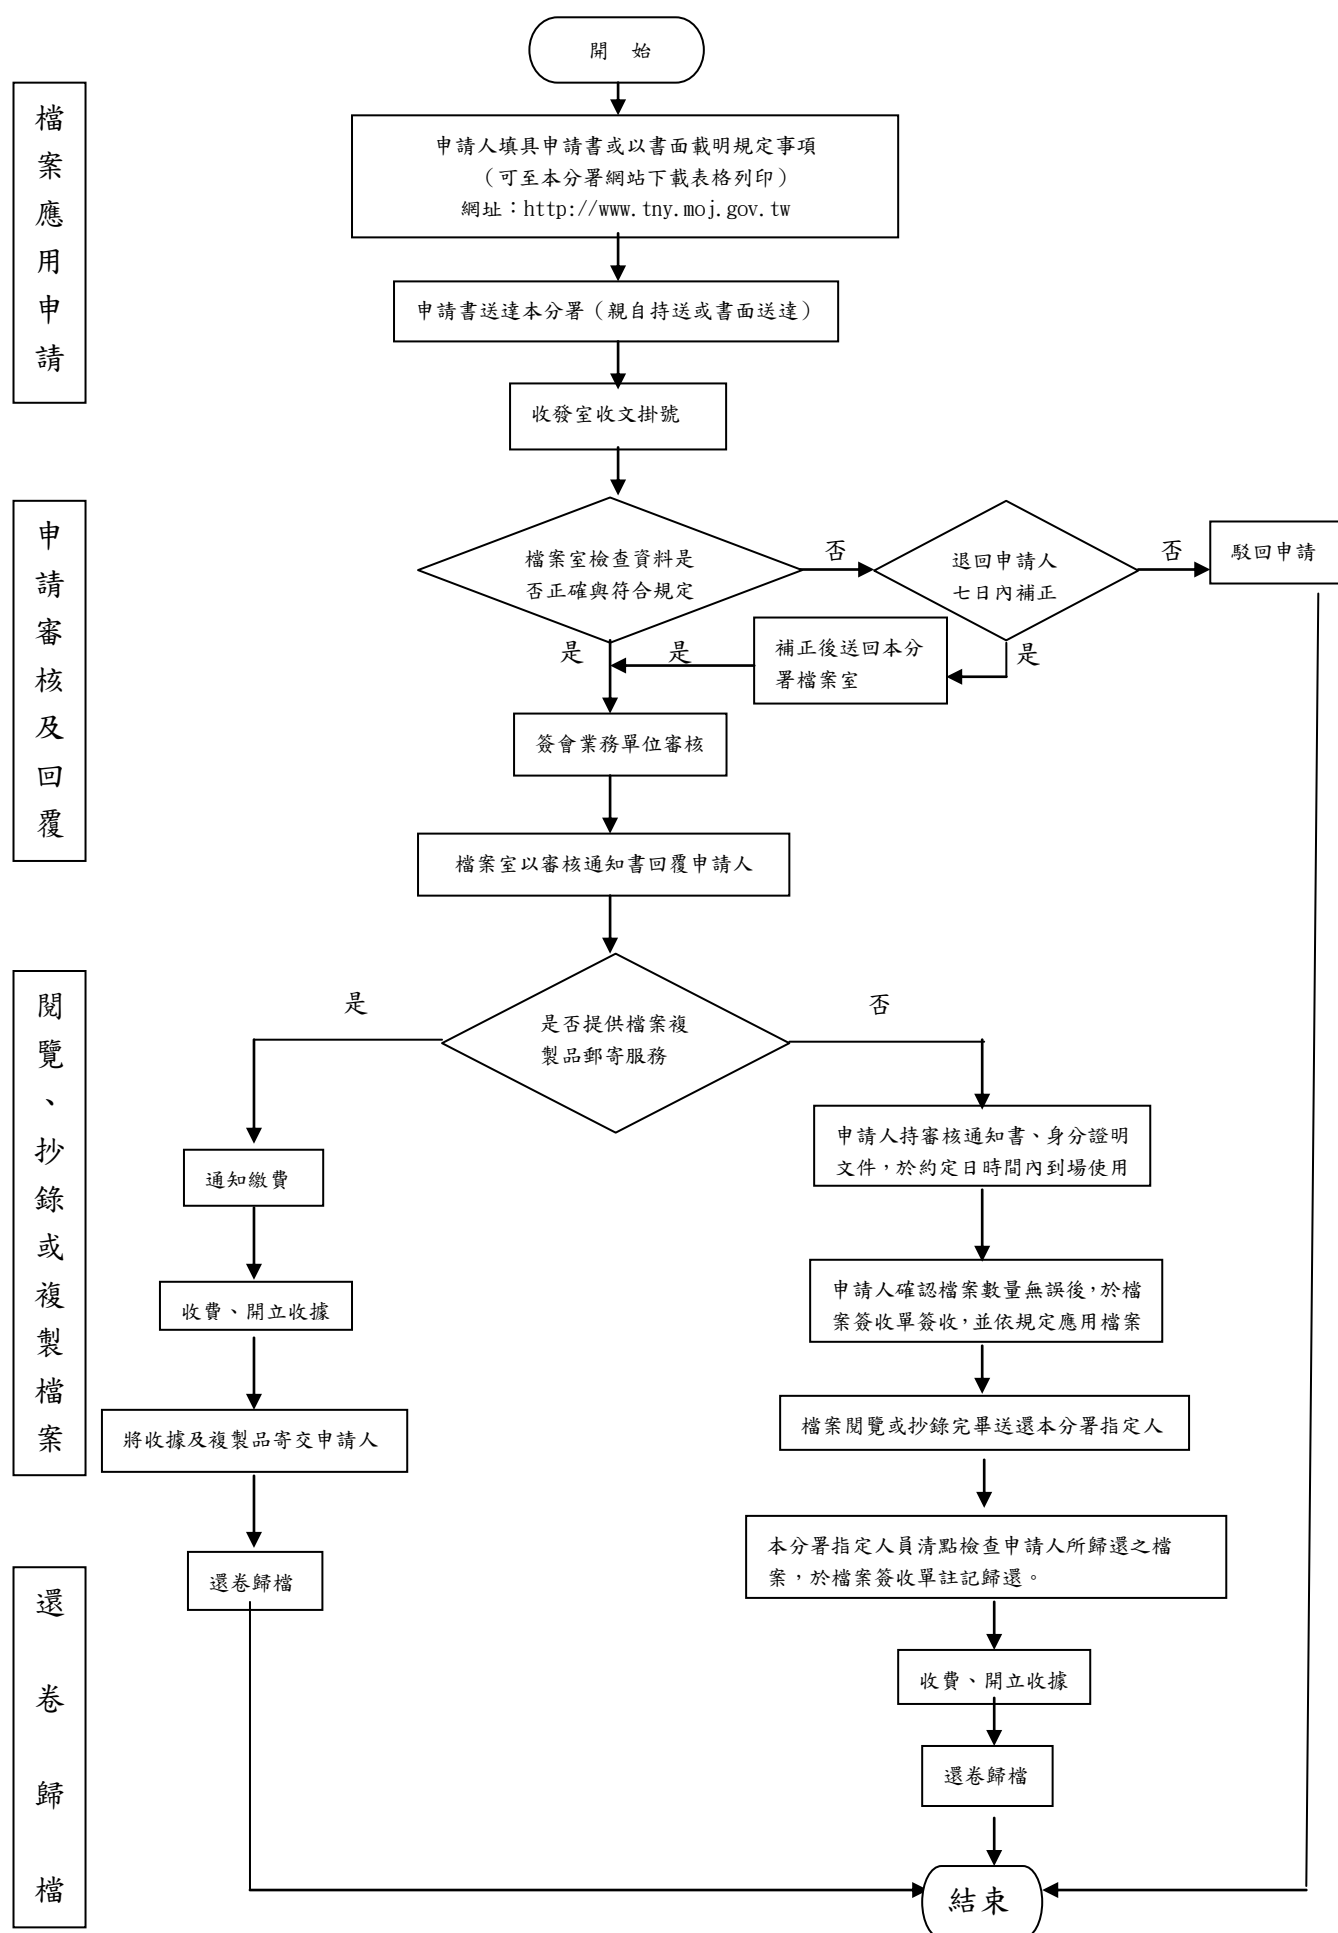 開　始
檔案應用申請
申請人填具申請書或以書面載明規定事項
（可至本分署網站下載表格列印）
網址：http://www.tny.moj.gov.tw
申請書送達本分署（親自持送或書面送達）
收發室收文掛號
申請審核及回覆
檔案室檢查資料是
否正確與符合規定
否
退回申請人
七日內補正
否
駁回申請
是
是
補正後送回本分
署檔案室
是
簽會業務單位審核
檔案室以審核通知書回覆申請人
閱覽、抄錄或複製檔案
是
是否提供檔案複
製品郵寄服務
否
通知繳費
收費、開立收據
將收據及複製品寄交申請人
還卷歸檔
申請人持審核通知書、身分證明
文件，於約定日時間內到場使用
申請人確認檔案數量無誤後，於檔
案簽收單簽收，並依規定應用檔案
檔案閱覽或抄錄完畢送還本分署指定人
本分署指定人員清點檢查申請人所歸還之檔
案，於檔案簽收單註記歸還。
收費、開立收據
還卷歸檔
還卷歸檔
結束